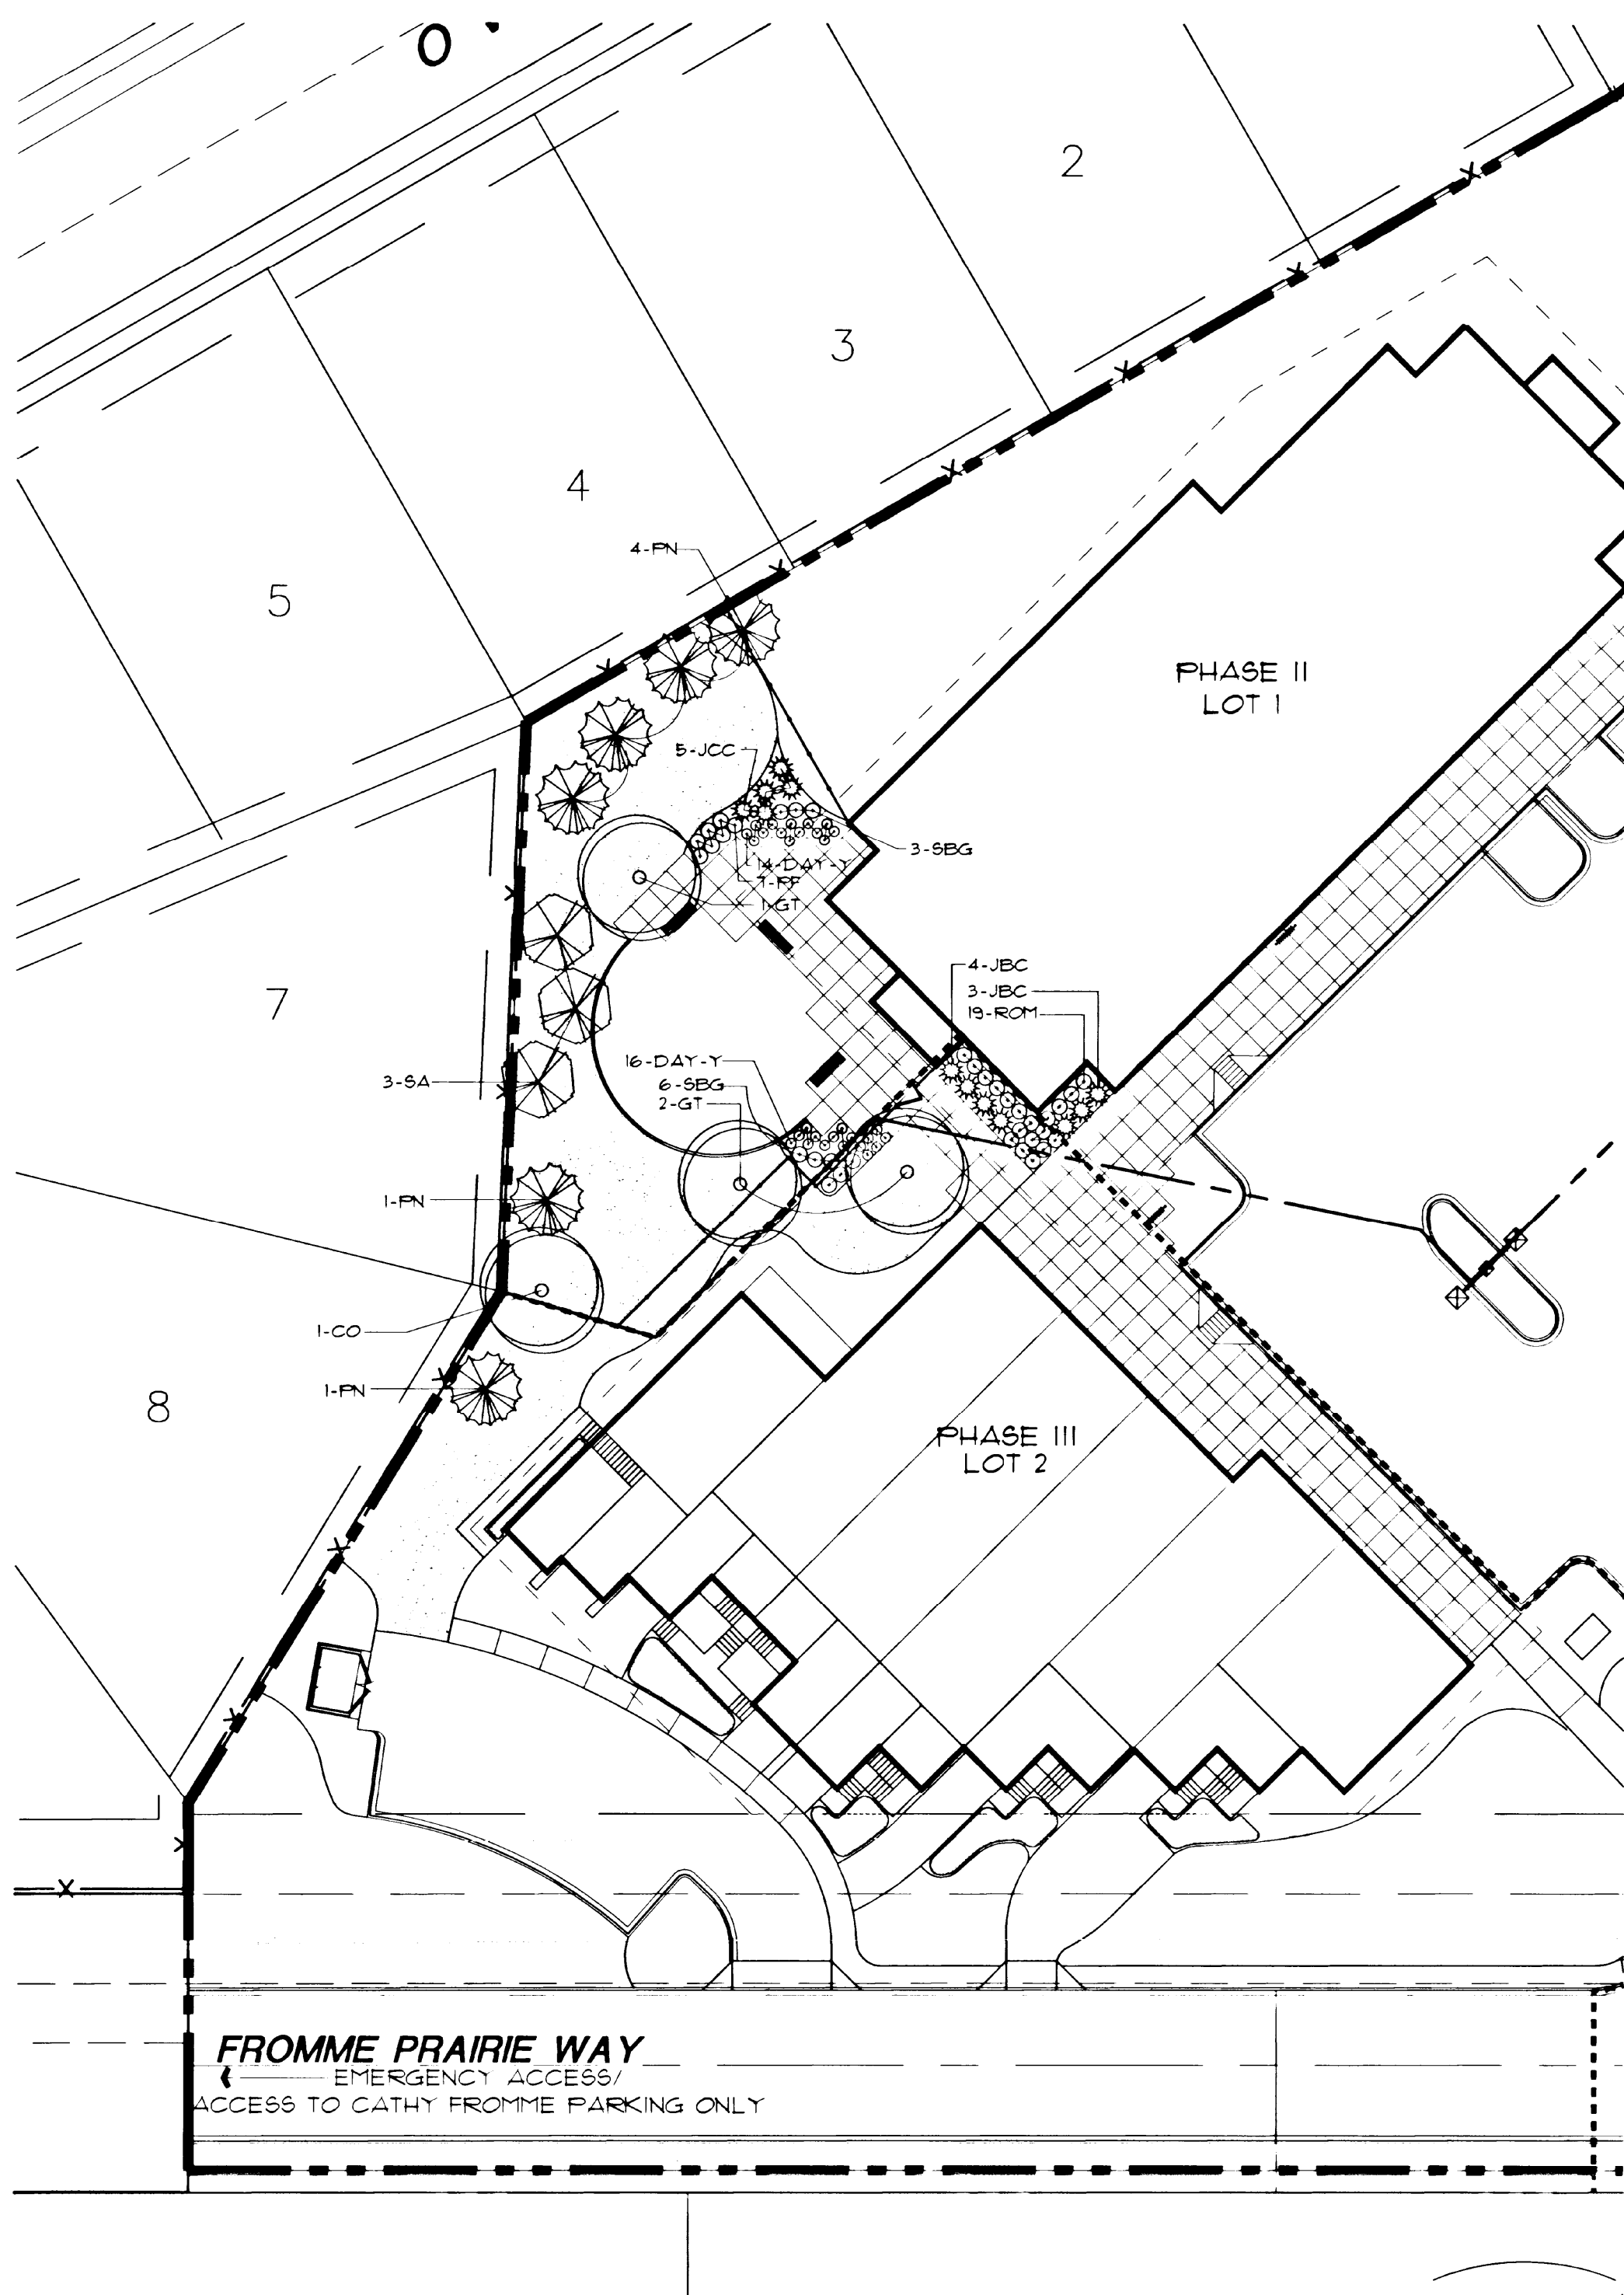 2
3
4
4-PN
5
PHASE II
LOT 1
5-JCC
3-SBG
14-DAY-Y
7-PF
1-GT
4-JBC
7
3-JBC
19-ROM
16-DAY-Y
3-SA
6-SBG
2-GT
1-PN
1-CO
1-PN
8
PHASE III
LOT 2
FROMME PRAIRIE WAY
EMERGENCY ACCESS/
ACCESS TO CATHY FROMME PARKING ONLY